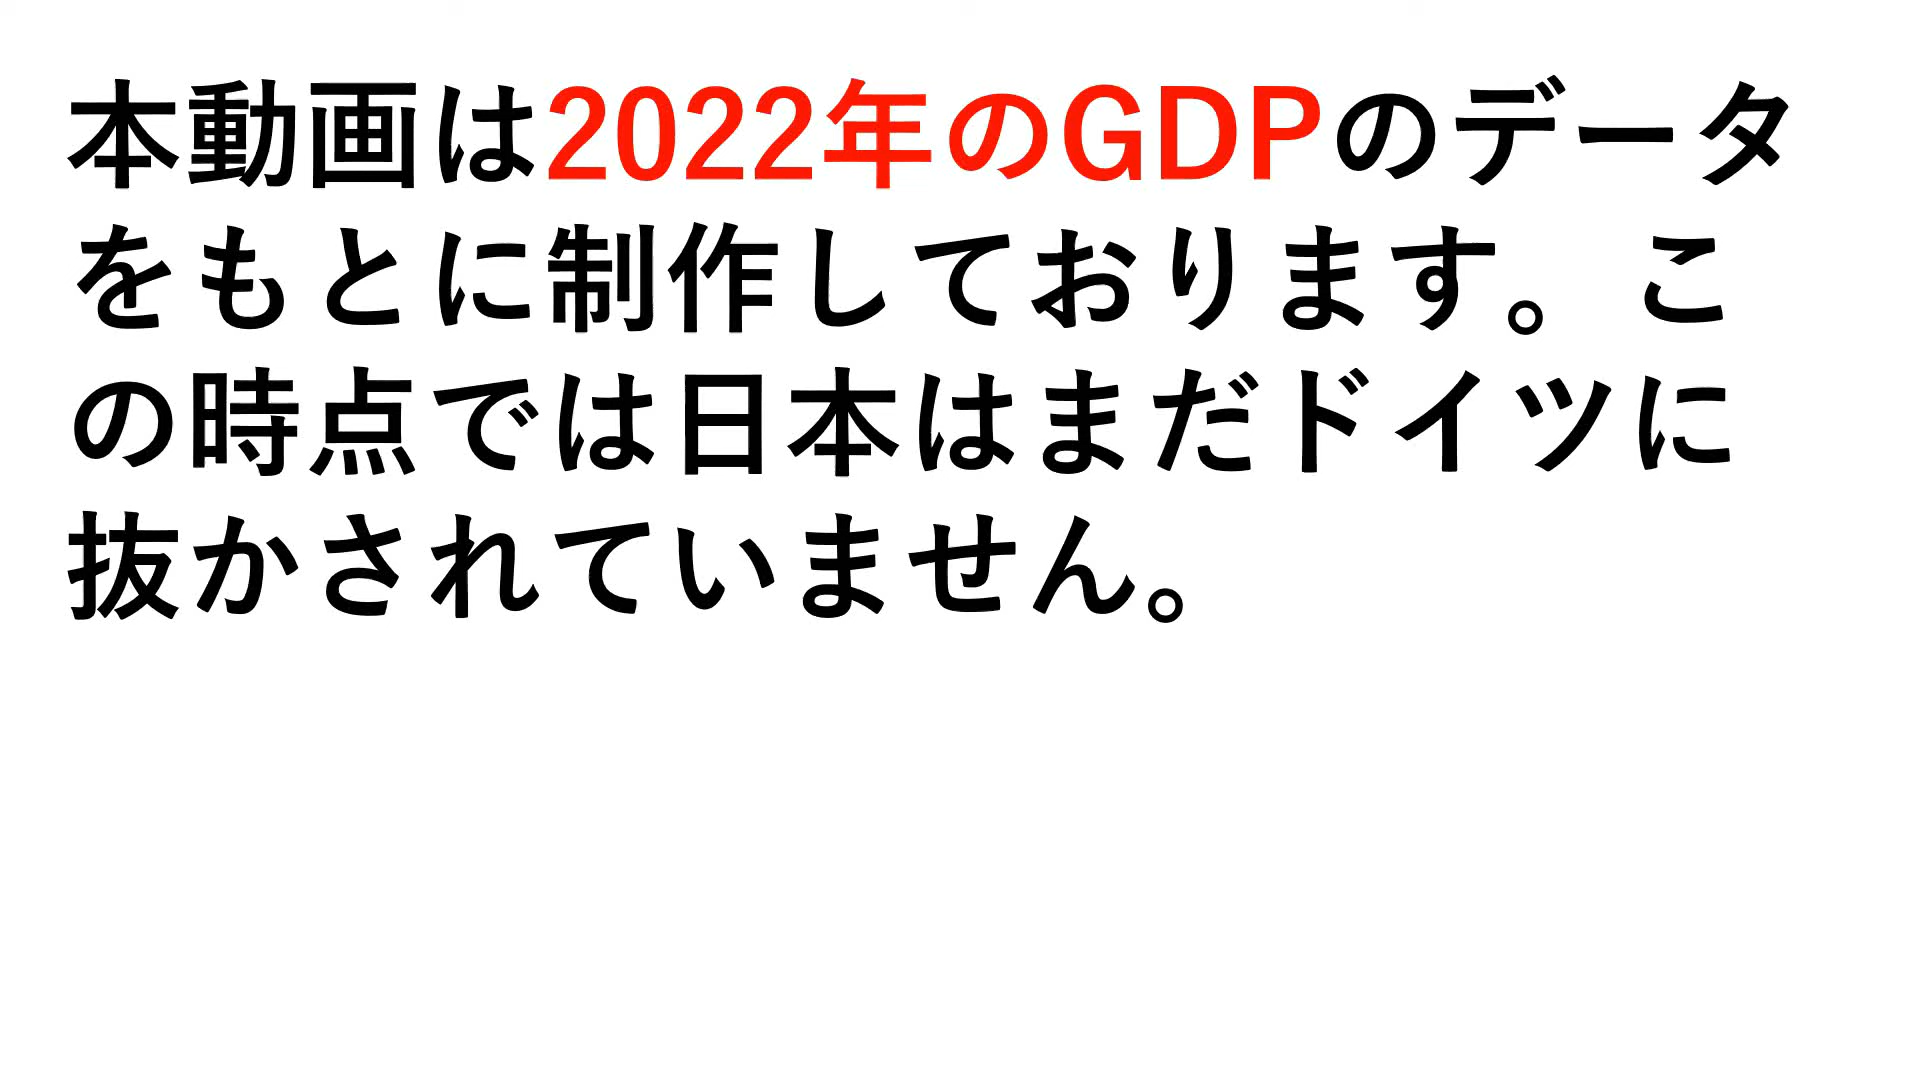 本動画は2022年のGDPのデータ
をもとに制作しております。こ
の時点では日本はまだドイツに
抜かされていません。